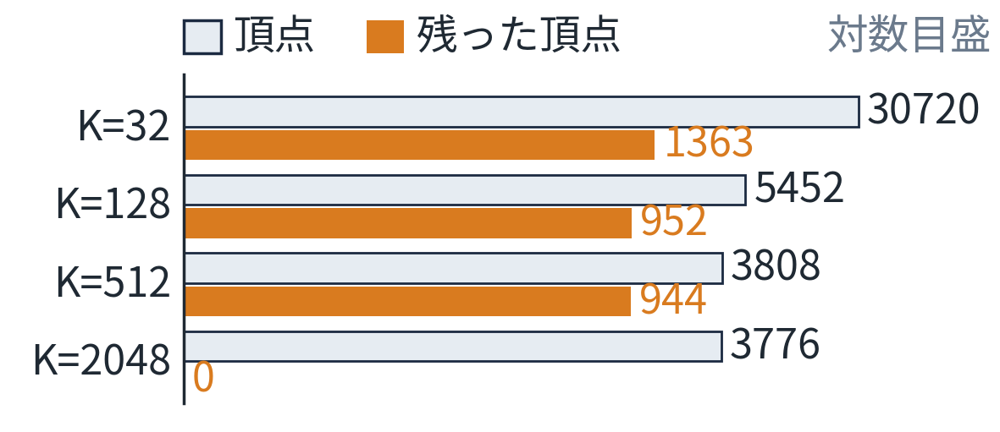 頂点 残った頂点 対数目盛
K=32 30720
1363
K=128 5452
952
K=512 3808
944
K=2048 3776
0